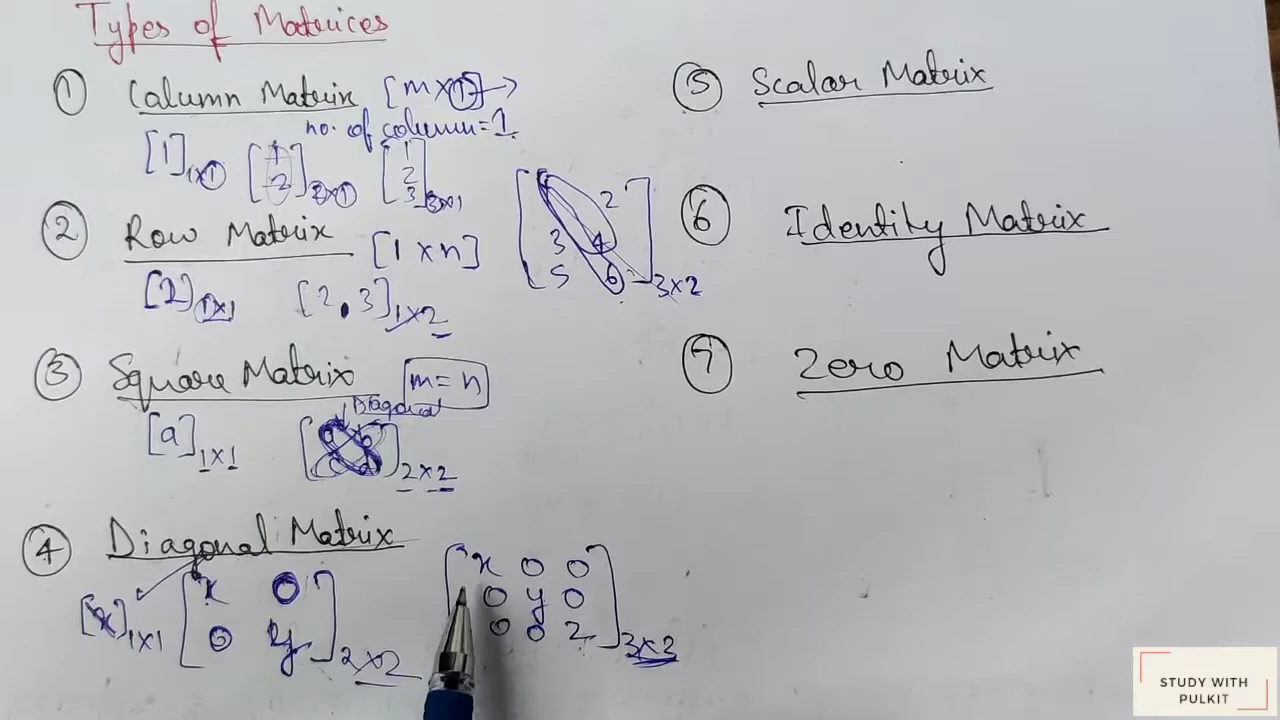 Types of Matrices
① Calumn Matrix [m×1]→
no. of column=1.
[1]1×1 [1 2]2×1 [1 2 3]3×1
② Row Matrix [1×n]
[2]1×1 [2,3]1×2
[2
3 4
5 6]3×2
③ Square Matrix m=n
Diagonal
[a]1×1 [a b c d]2×2
④ Diagonal Matrix
[x]1×1
[x 0
0 y]2×2
[x 0 0
0 y 0
0 0 z]3×3
⑤ Scalar Matrix
⑥ Identity Matrix
⑦ Zero Matrix
STUDY WITH
PULKIT